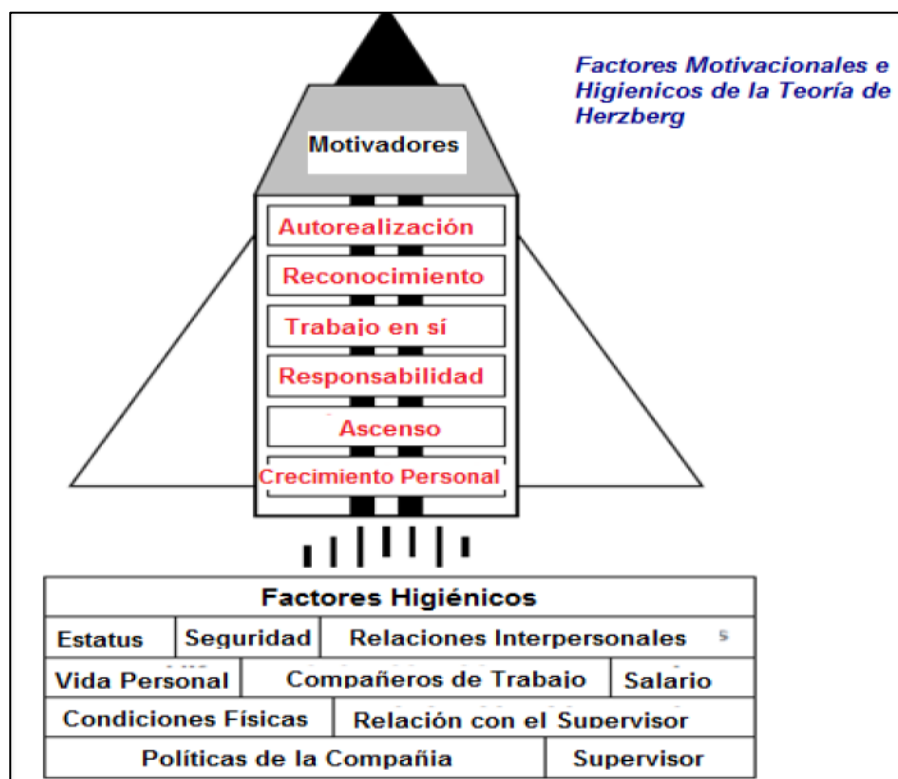 Factores Motivacionales e
Higienicos de la Teoría de
Herzberg
Motivadores
Autorealización
Reconocimiento
Trabajo en sí
Responsabilidad
Ascenso
Crecimiento Personal
Factores Higiénicos
Estatus Seguridad Relaciones Interpersonales s
Vida Personal Compañeros de Trabajo Salario
Condiciones Físicas Relación con el Supervisor
Políticas de la Compañia Supervisor